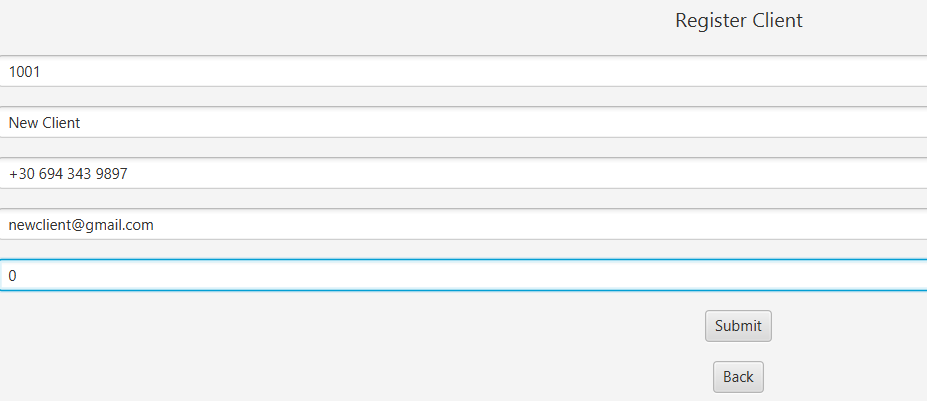 Register Client
1001
New Client
+30 694 343 9897
newclient@gmail.com
0
Submit
Back